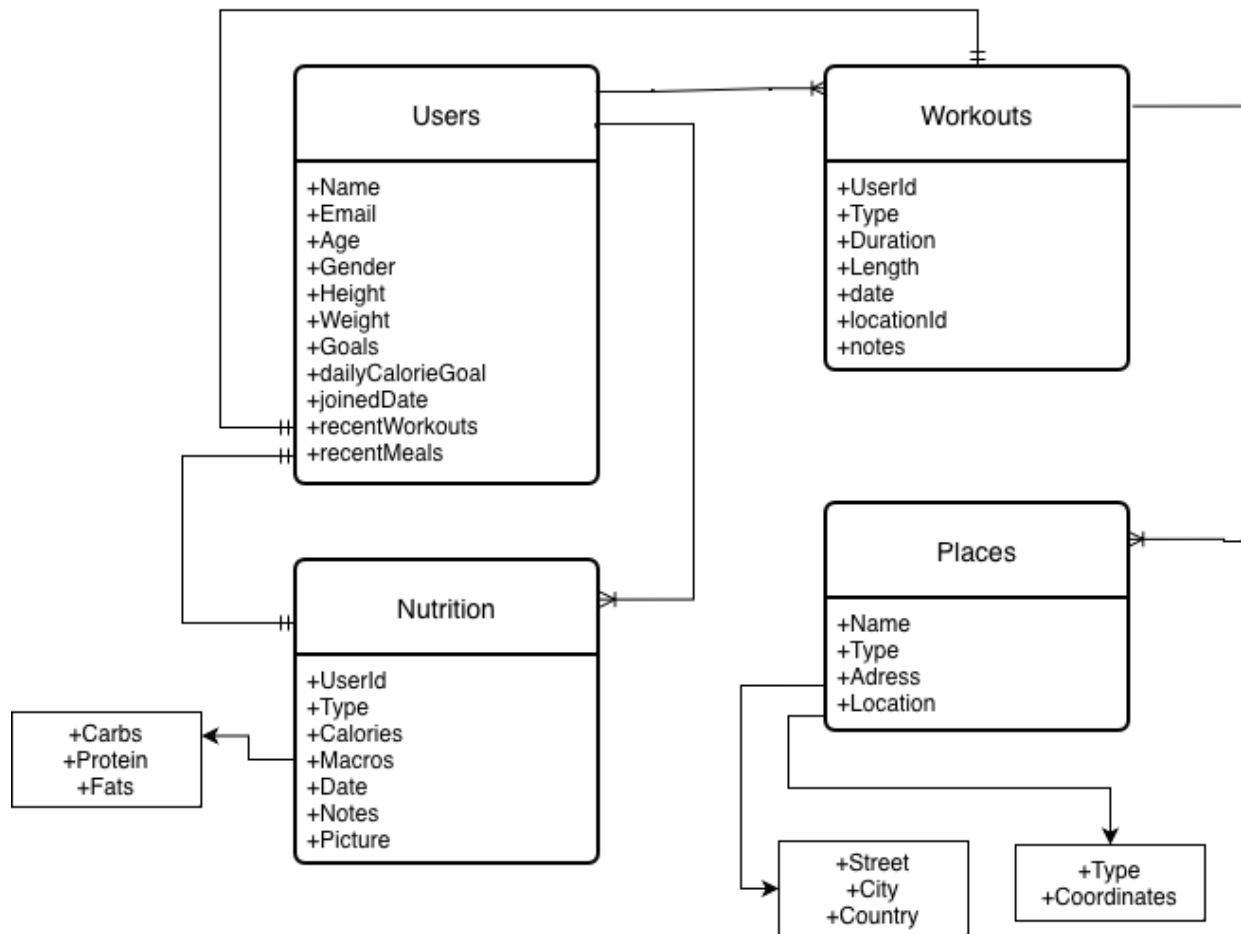 Users
+Name
+Email
+Age
+Gender
+Height
+Weight
+Goals
+dailyCalorieGoal
+joinedDate
+recentWorkouts
+recentMeals
Workouts
+UserId
+Type
+Duration
+Length
+date
+locationId
+notes
Nutrition
+UserId
+Type
+Calories
+Macros
+Date
+Notes
+Picture
+Carbs
+Protein
+Fats
Places
+Name
+Type
+Adress
+Location
+Street
+City
+Country
+Type
+Coordinates